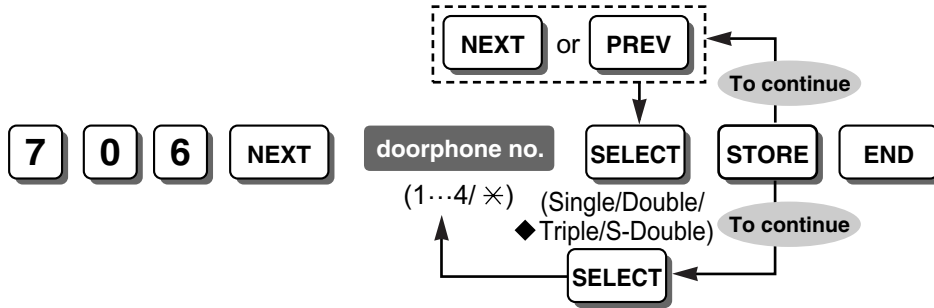 NEXT or PREV
To continue
7 0 6 NEXT doorphone no. SELECT STORE END
(1···4/ ✳) (Single/Double/
◆Triple/S-Double)
To continue
SELECT